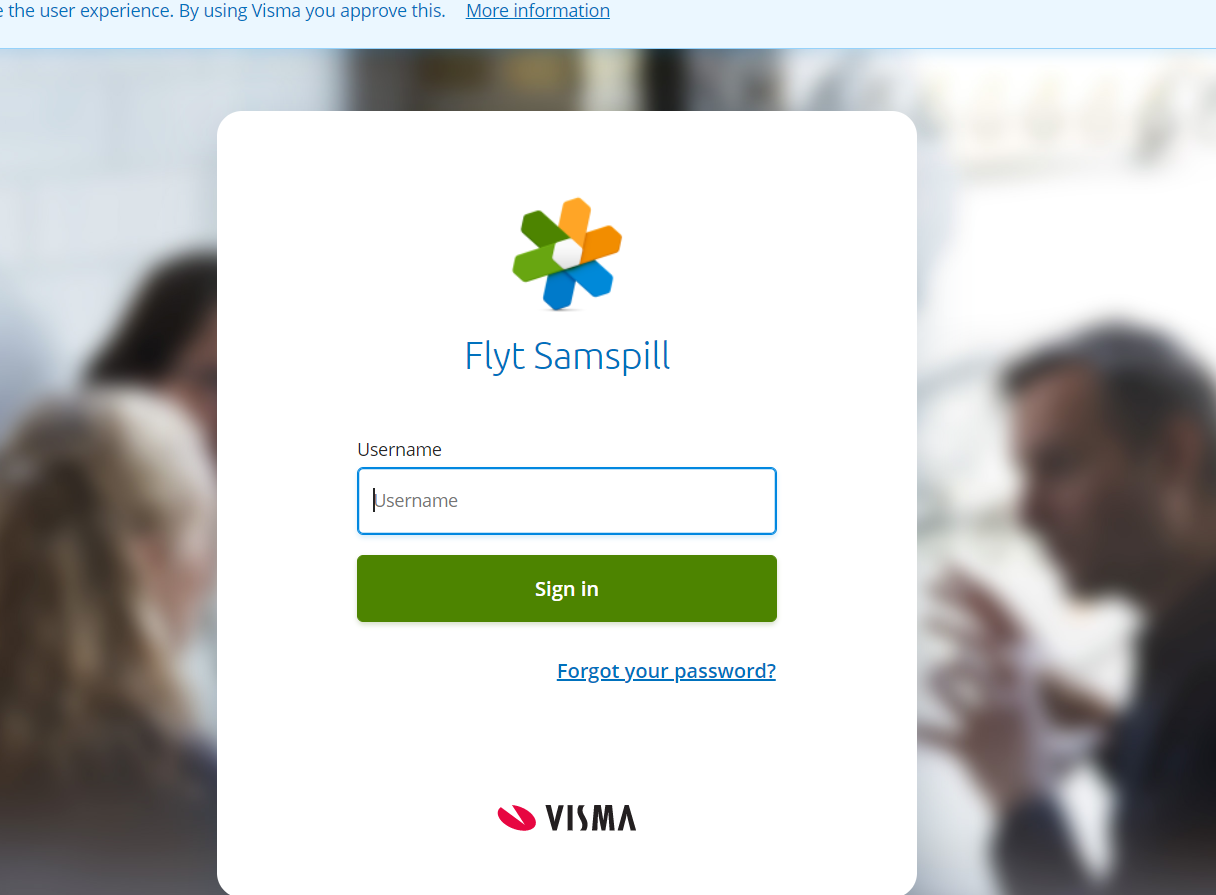 the user experience. By using Visma you approve this. More information
Flyt Samspill
Username
Username
Sign in
Forgot your password?
VISMA